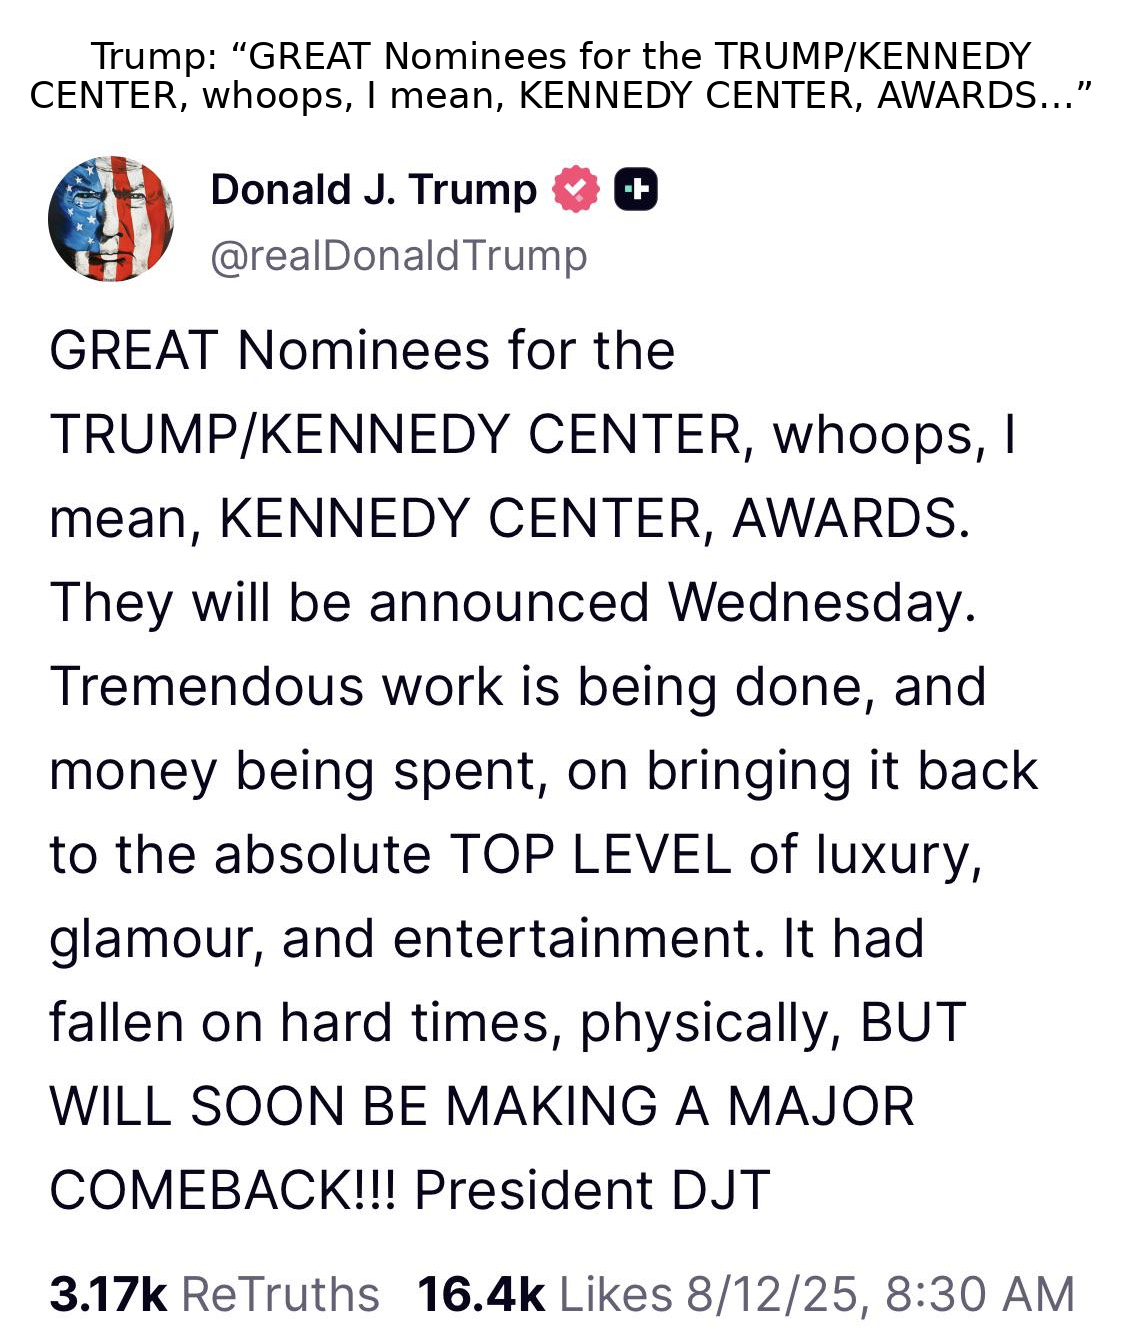 Trump: “GREAT Nominees for the TRUMP/KENNEDY
CENTER, whoops, I mean, KENNEDY CENTER, AWARDS…”
Donald J. Trump
@realDonaldTrump
GREAT Nominees for the
TRUMP/KENNEDY CENTER, whoops, I
mean, KENNEDY CENTER, AWARDS.
They will be announced Wednesday.
Tremendous work is being done, and
money being spent, on bringing it back
to the absolute TOP LEVEL of luxury,
glamour, and entertainment. It had
fallen on hard times, physically, BUT
WILL SOON BE MAKING A MAJOR
COMEBACK!!! President DJT
3.17k ReTruths 16.4k Likes 8/12/25, 8:30 AM